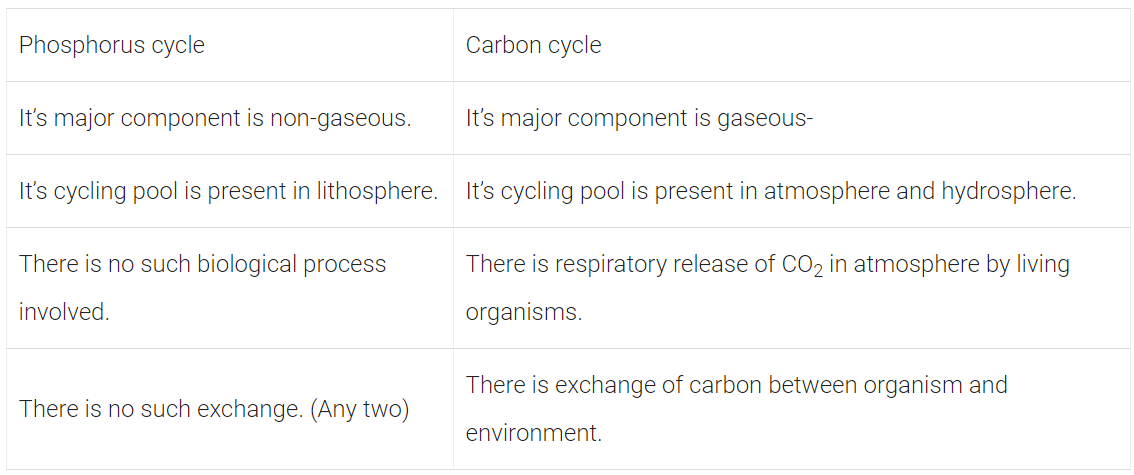 Phosphorus cycle
Carbon cycle
It's major component is non-gaseous.
It's major component is gaseous-
It's cycling pool is present in lithosphere.
It's cycling pool is present in atmosphere and hydrosphere.
There is no such biological process
involved.
There is respiratory release of CO₂ in atmosphere by living
organisms.
There is no such exchange. (Any two)
There is exchange of carbon between organism and
environment.